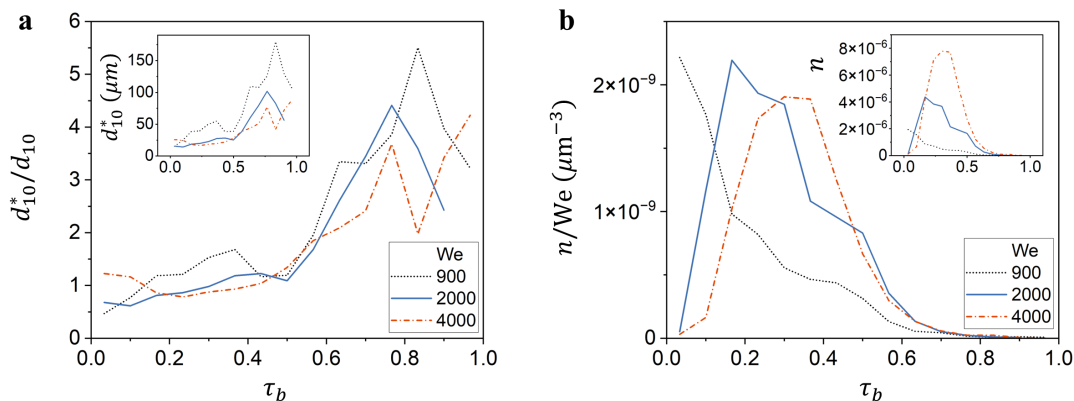 a
6
5
4
3
2
1
0
d*₁₀/d₁₀
0.0 0.2 0.4 0.6 0.8 1.0
τ_b
150
100
50
0
d*₁₀ (μm)
0.0 0.5 1.0
We
900
2000
4000
b
2×10⁻⁹
1×10⁻⁹
0
n/We (μm⁻³)
0.0 0.2 0.4 0.6 0.8 1.0
τ_b
8×10⁻⁶
6×10⁻⁶
4×10⁻⁶
2×10⁻⁶
0
n
0.0 0.5 1.0
We
900
2000
4000